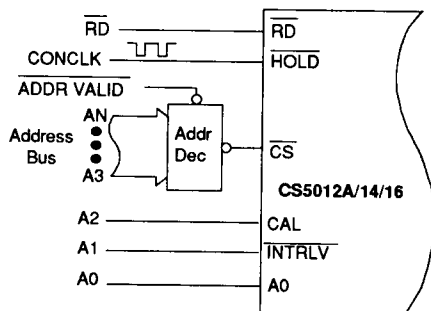 RD RD
CONCLK HOLD
ADDR VALID
AN
Address Bus
Addr Dec
CS
A3
CS5012A/14/16
A2 CAL
A1 INTRLV
A0 A0